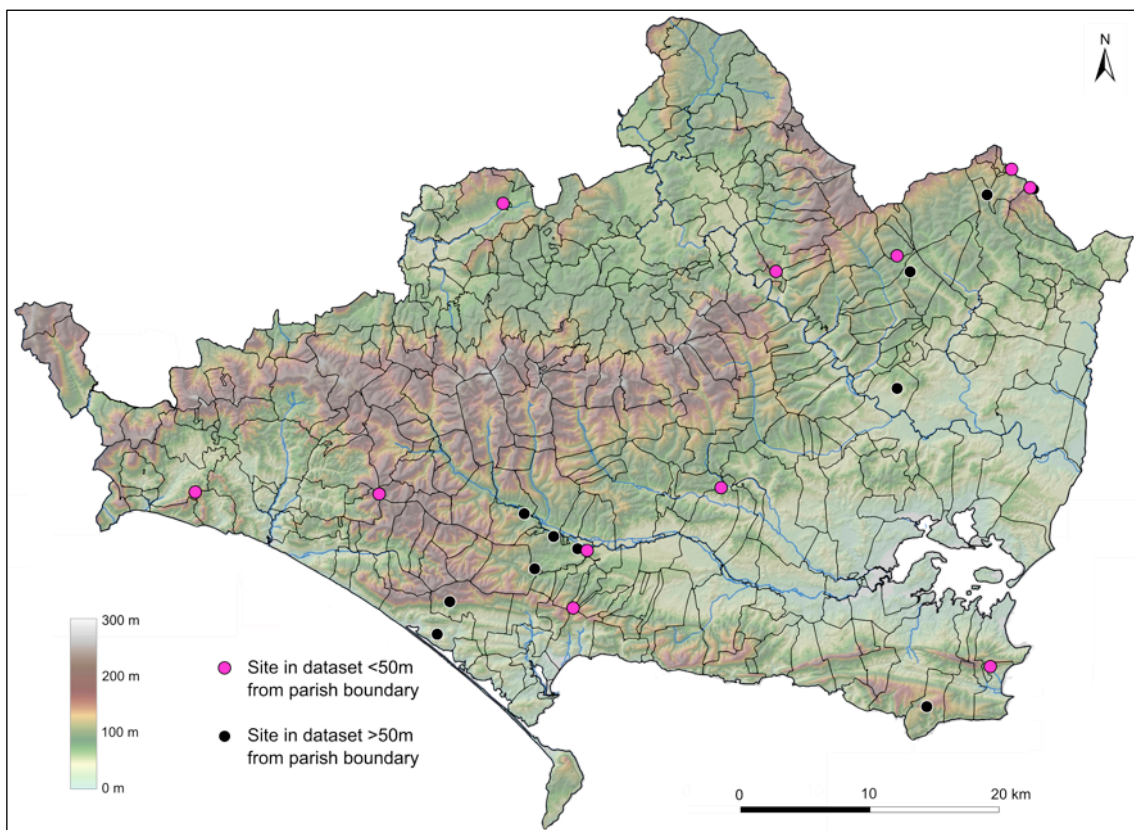 N
300 m
200 m
100 m
0 m
Site in dataset <50m
from parish boundary
Site in dataset >50m
from parish boundary
0 10 20 km